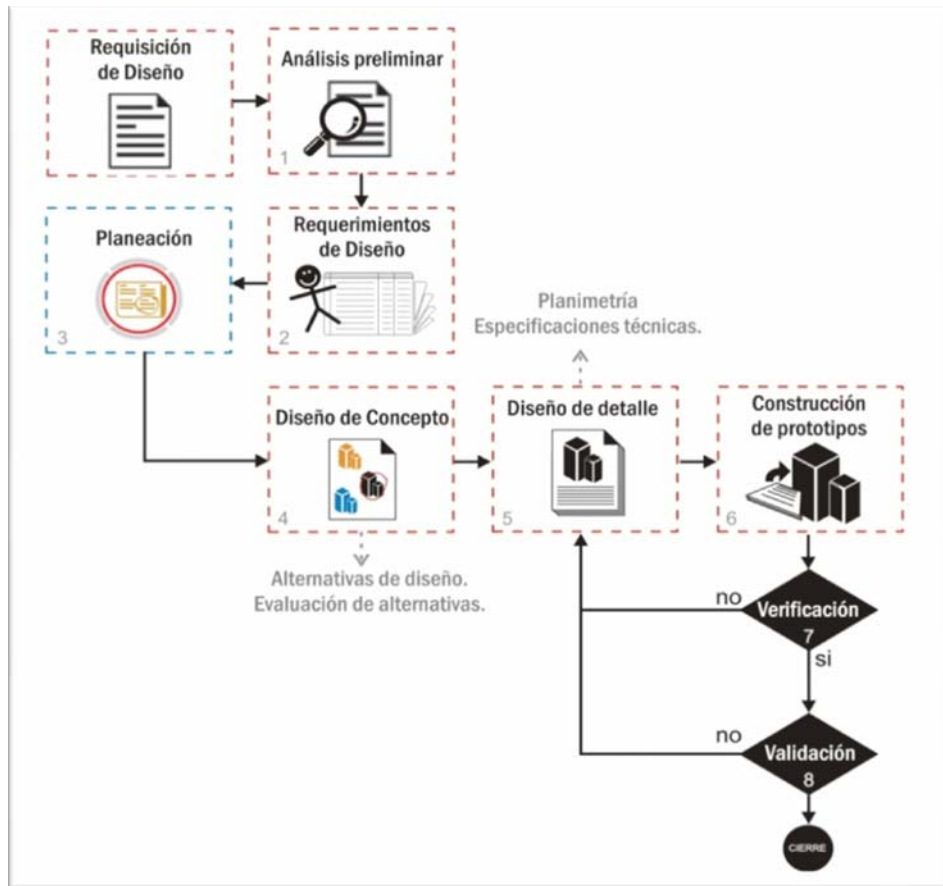 Requisición
de Diseño
Análisis preliminar
1
Requerimientos
de Diseño
2
Planeación
3
Diseño de Concepto
4
Alternativas de diseño.
Evaluación de alternativas.
Planimetría
Especificaciones técnicas.
Diseño de detalle
5
Construcción
de prototipos
6
no
Verificación
7
si
no
Validación
8
CIERRE